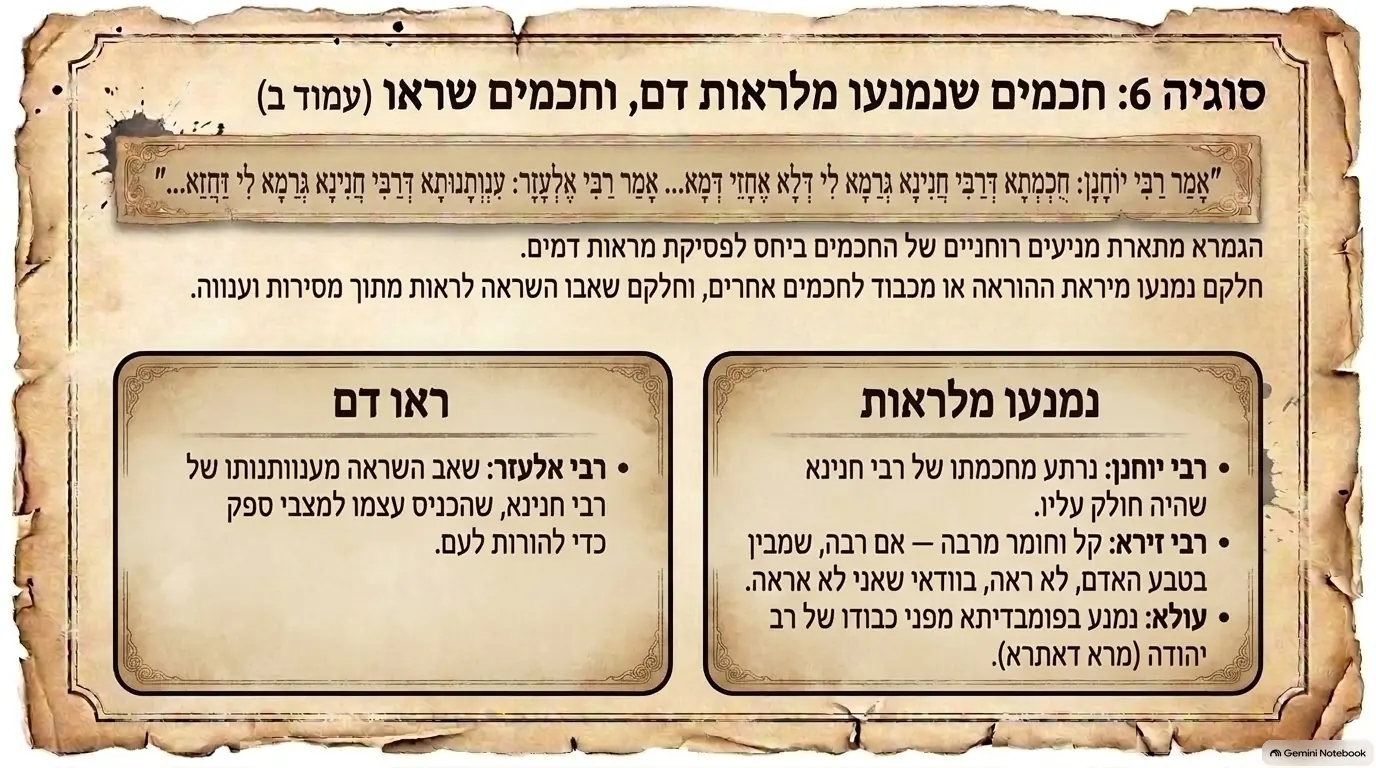 סוגיה 6: חכמים שנמנעו מלראות דם, וחכמים שראו (עמוד ב)
"אָמַר רַבִּי יוֹחָנָן: חָכְמְתָא דְּרַבִּי חֲנִינָא גְּרַמָא לִי דְּלָא אֶחֱזֵי דְּמָא... אָמַר רַבִּי אֶלְעָזָר: עִנְוְתָנוּתָא דְּרַבִּי חֲנִינָא גְּרַמָא לִי דַּחֲזַא..."
הגמרא מתארת מניעים רוחניים של החכמים ביחס לפסיקת מראות דמים.
חלקם נמנעו מיראת ההוראה או מכבוד לחכמים אחרים, וחלקם שאבו השראה לראות מתוך מסירות וענווה.
נמנעו מלראות
• רבי יוחנן: נרתע מחכמתו של רבי חנינא
שהיה חולק עליו.
• רבי זירא: קל וחומר מרבה – אם רבה, שמבין
בטבע האדם, לא ראה, בוודאי שאני לא אראה.
• עולא: נמנע בפומבדיתא מפני כבודו של רב
יהודה (מרא דאתרא).
ראו דם
• רבי אלעזר: שאב השראה מענוותנותו של
רבי חנינא, שהכניס עצמו למצבי ספק
כדי להורות לעם.
Gemini Notebook